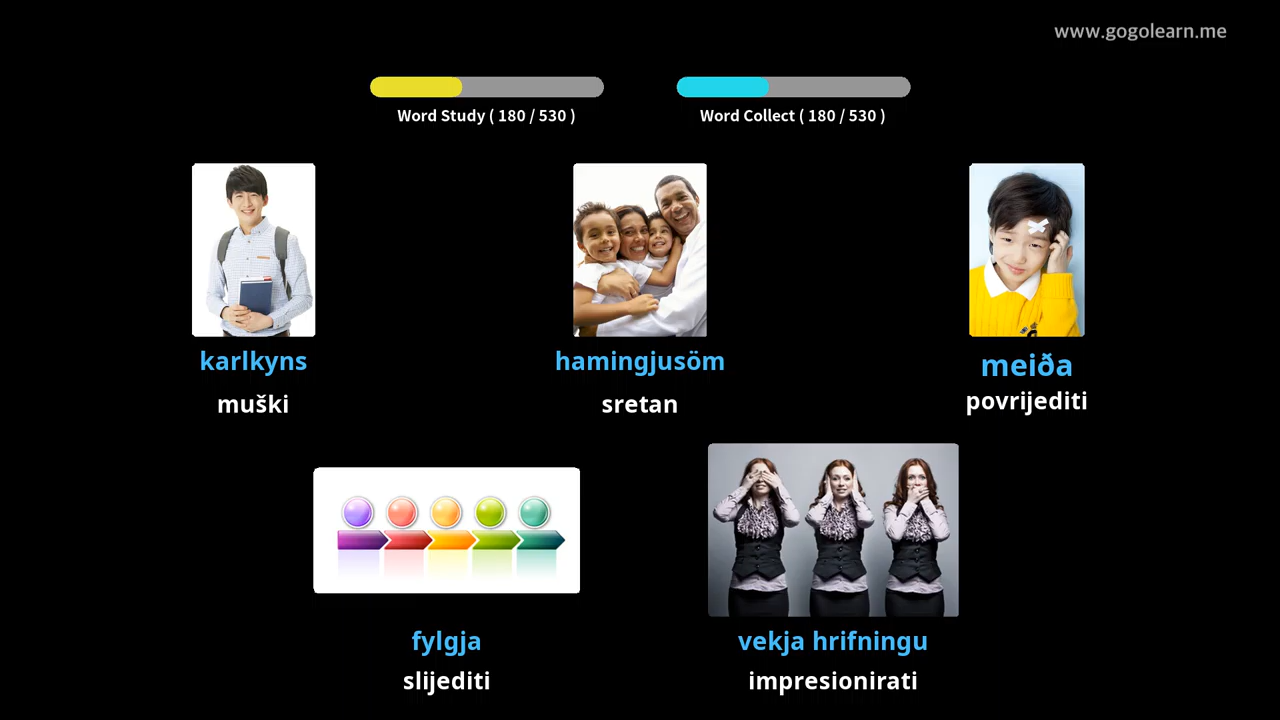 www.gogolearn.me
Word Study ( 180 / 530 )
Word Collect ( 180 / 530 )
karlkyns
hamingjusöm
meiða
muški
sretan
povrijediti
fylgja
vekja hrifningu
slijediti
impresionirati